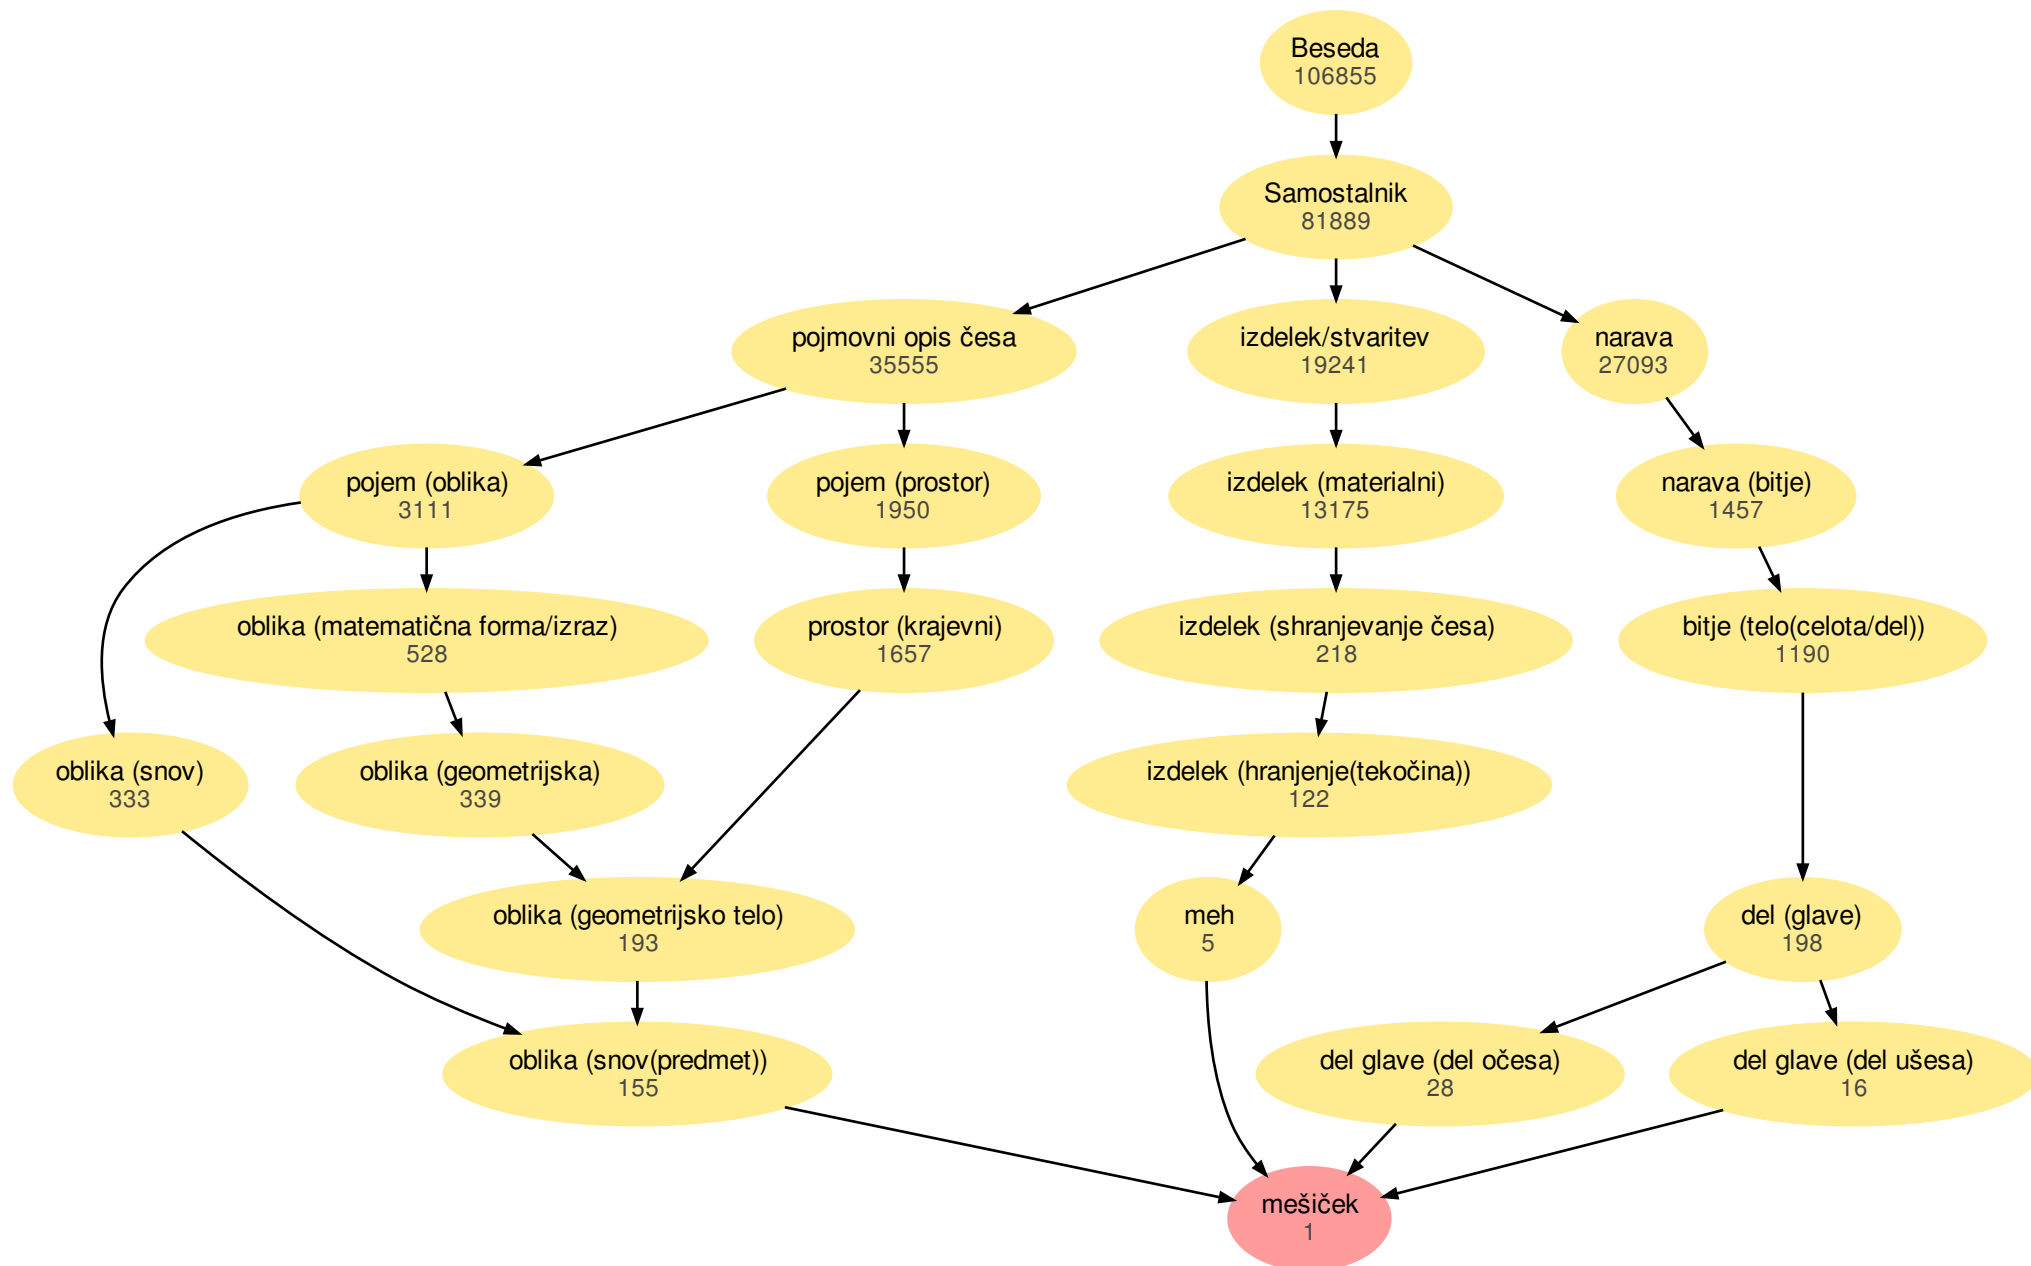 Beseda
106855
Samostalnik
81889
pojmovni opis česa
35555
izdelek/stvaritev
19241
narava
27093
pojem (oblika)
3111
pojem (prostor)
1950
izdelek (materialni)
13175
narava (bitje)
1457
oblika (matematična forma/izraz)
528
prostor (krajevni)
1657
izdelek (shranjevanje česa)
218
bitje (telo(celota/del))
1190
oblika (snov)
333
oblika (geometrijska)
339
izdelek (hranjenje(tekočina))
122
oblika (geometrijsko telo)
193
meh
5
del (glave)
198
oblika (snov(predmet))
155
del glave (del očesa)
28
del glave (del ušesa)
16
mešiček
1